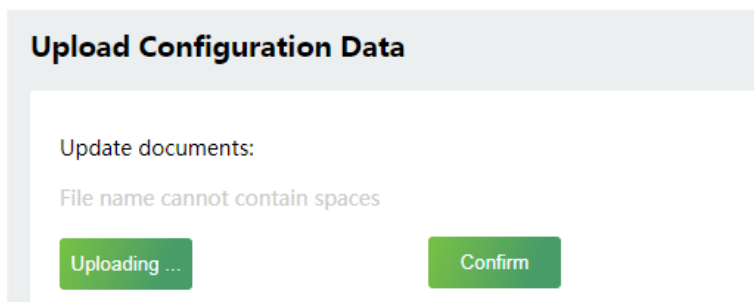 Upload Configuration Data
Update documents:
File name cannot contain spaces
Uploading ...
Confirm